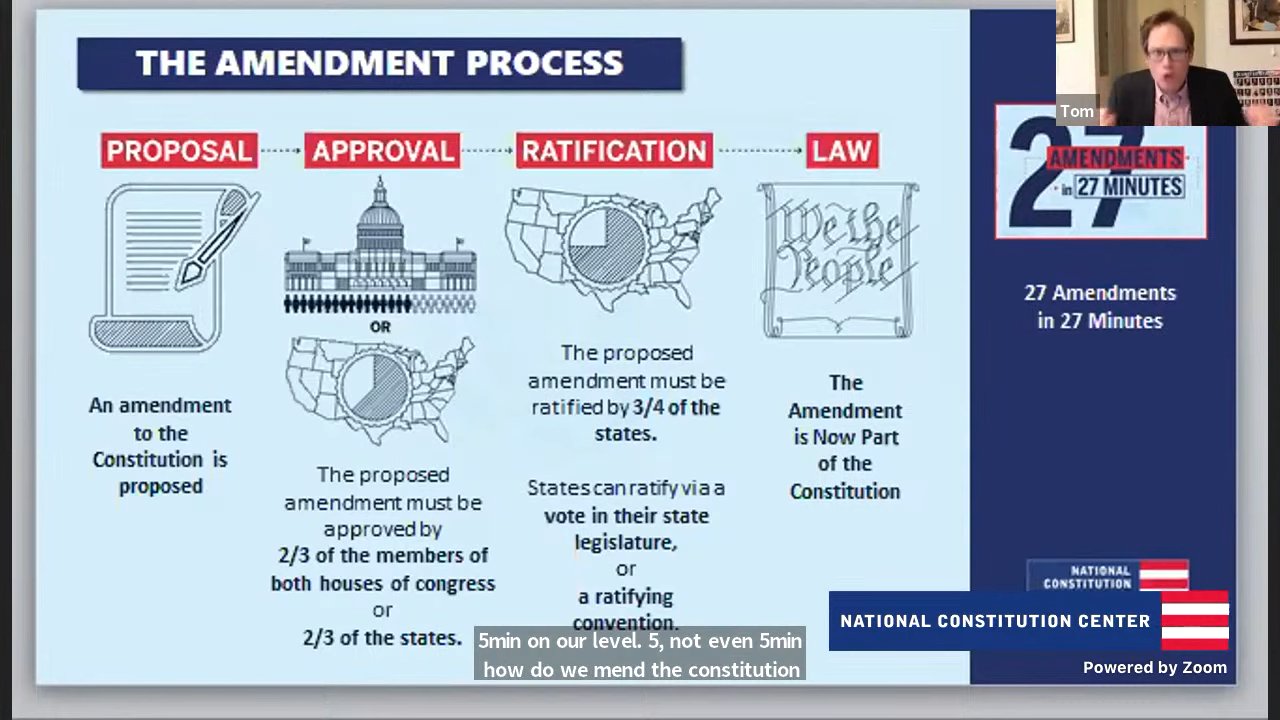 THE AMENDMENT PROCESS
PROPOSAL
APPROVAL
RATIFICATION
LAW
We the
People
OR
An amendment
to the
Constitution is
proposed
The proposed
amendment must be
approved by
2/3 of the members of
both houses of congress
or
2/3 of the states.
The proposed
amendment must be
ratified by 3/4 of the
states.
States can ratify via a
vote in their state
legislature,
or
a ratifying
convention.
The
Amendment
is Now Part
of the
Constitution
Tom
27
AMENDMENTS
in 27 MINUTES
27 Amendments
in 27 Minutes
NATIONAL
CONSTITUTION
NATIONAL CONSTITUTION CENTER
Powered by Zoom
5min on our level. 5, not even 5min
how do we mend the constitution